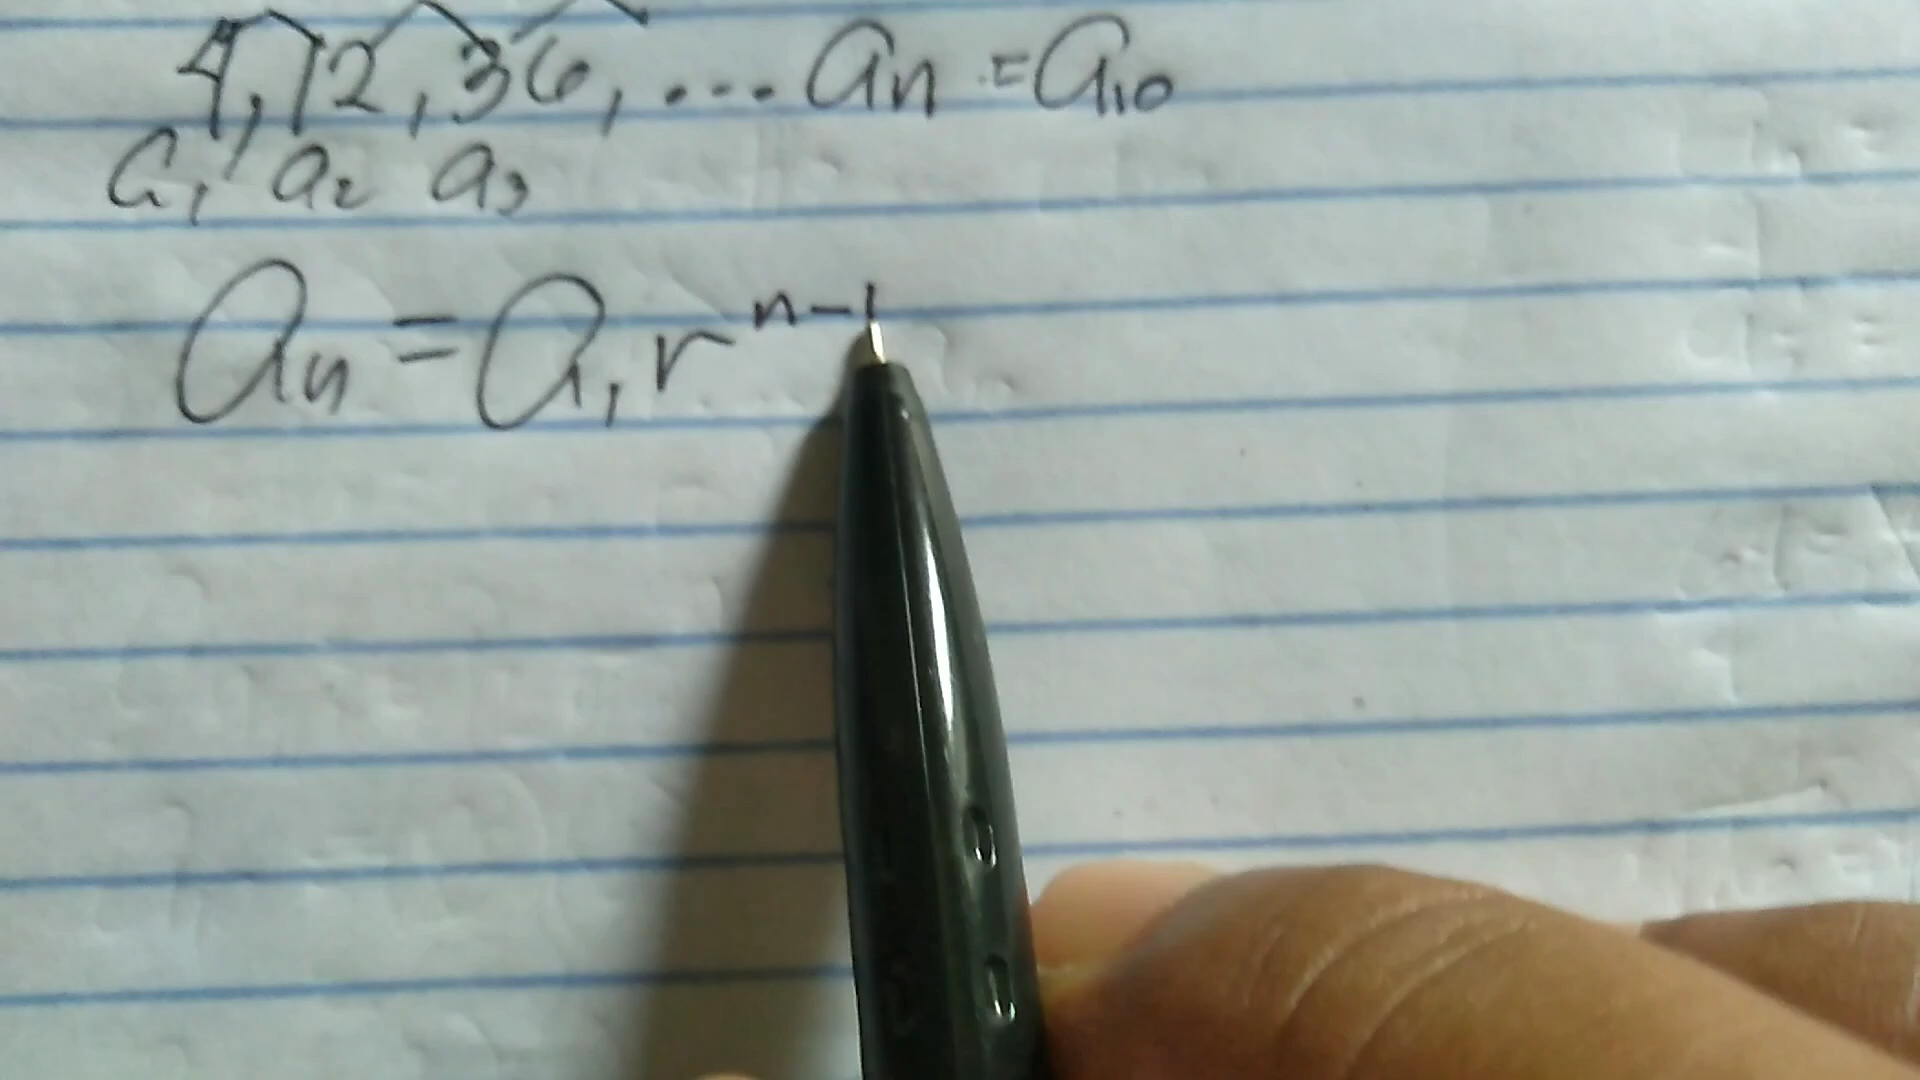 4, 12, 36, ... an = a10
a1 a2 a3
an = a1 r^n-1